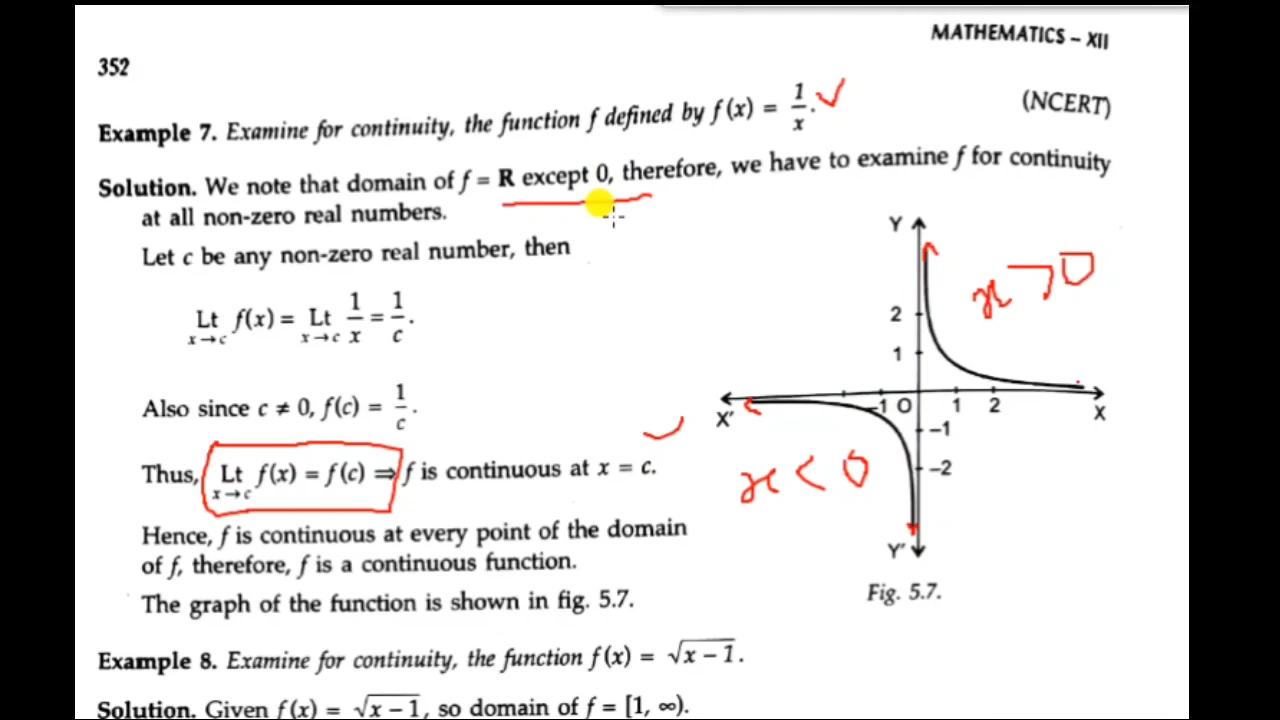 MATHEMATICS – XII
352
Example 7. Examine for continuity, the function f defined by f(x) = 1/x. ✓ (NCERT)
Solution. We note that domain of f = R except 0, therefore, we have to examine f for continuity
at all non-zero real numbers.
Let c be any non-zero real number, then
Lt x→c f(x) = Lt x→c 1/x = 1/c.
Also since c ≠ 0, f(c) = 1/c.
Thus, Lt x→c f(x) = f(c) ⇒ f is continuous at x = c.
Hence, f is continuous at every point of the domain
of f, therefore, f is a continuous function.
The graph of the function is shown in fig. 5.7.
Y
x > 0
2
1
X' –1 O 1 2 X
–1
x < 0
–2
Y'
Fig. 5.7.
Example 8. Examine for continuity, the function f(x) = √x – 1.
Solution. Given f(x) = √x – 1, so domain of f = [1, ∞).